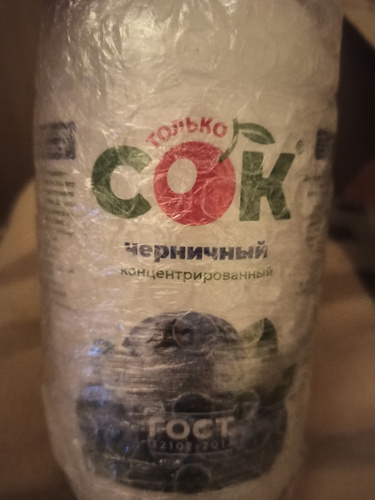 ТОЛЬКО
СОК®
черничный
концентрированный
ГОСТ